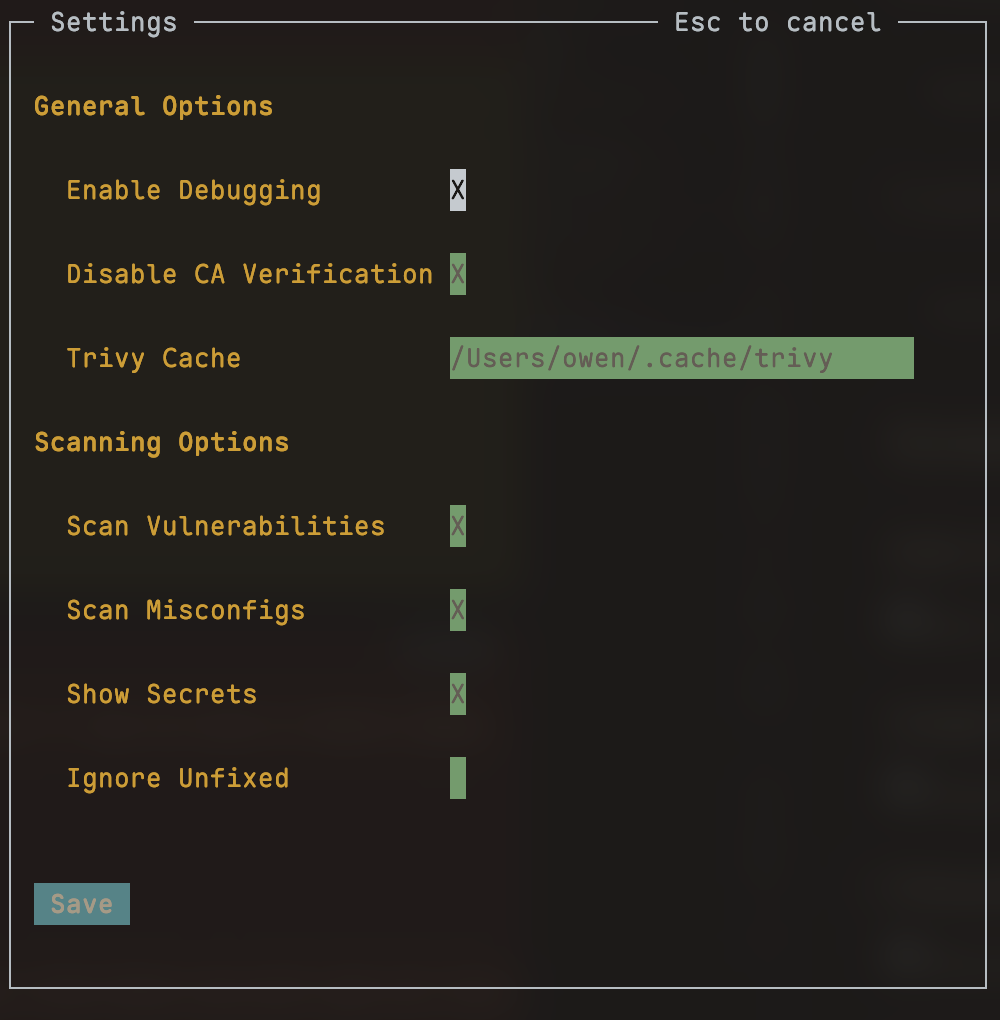 Settings Esc to cancel
General Options
Enable Debugging X
Disable CA Verification X
Trivy Cache /Users/owen/.cache/trivy
Scanning Options
Scan Vulnerabilities X
Scan Misconfigs X
Show Secrets X
Ignore Unfixed
Save